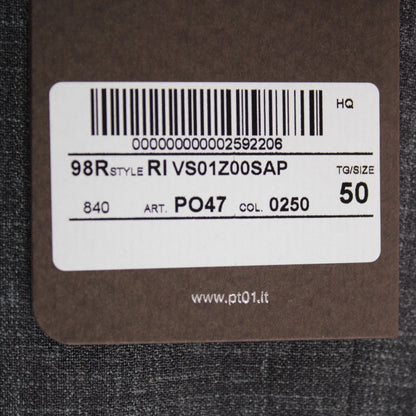 HQ
000000000002592206
98R STYLE RI VS01Z00SAP
TG/SIZE
50
840 ART. PO47 COL. 0250
www.pt01.it